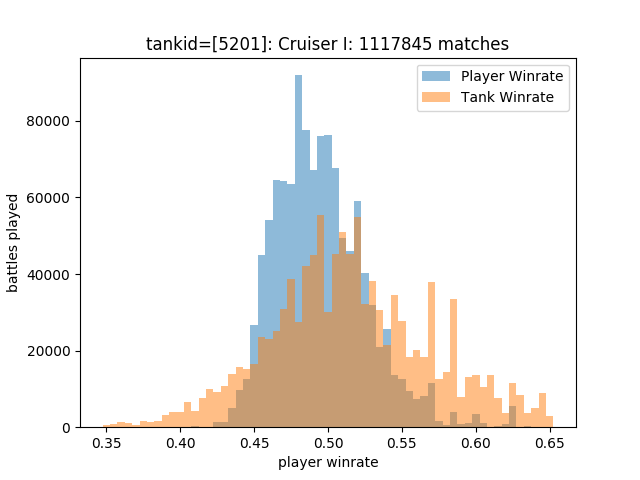 tankid=[5201]: Cruiser I: 1117845 matches
Player Winrate
Tank Winrate
battles played
80000
60000
40000
20000
0
0.35 0.40 0.45 0.50 0.55 0.60 0.65
player winrate